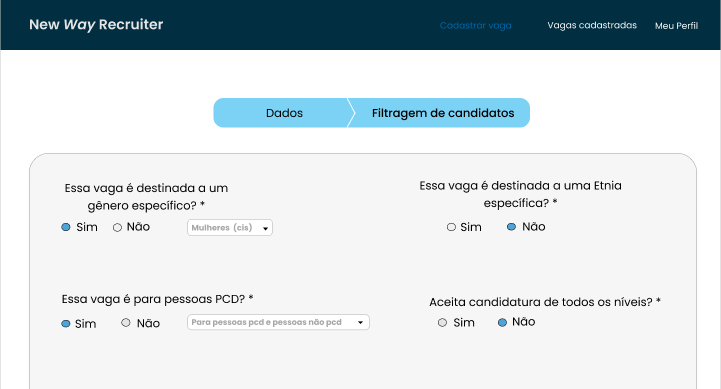 New Way Recruiter
Cadastrar vaga
Vagas cadastradas
Meu Perfil
Dados
Filtragem de candidatos
Essa vaga é destinada a um
gênero específico? *
Sim
Não
Mulheres (cis)
Essa vaga é destinada a uma Etnia
específica? *
Sim
Não
Essa vaga é para pessoas PCD? *
Sim
Não
Para pessoas pcd e pessoas não pcd
Aceita candidatura de todos os níveis? *
Sim
Não